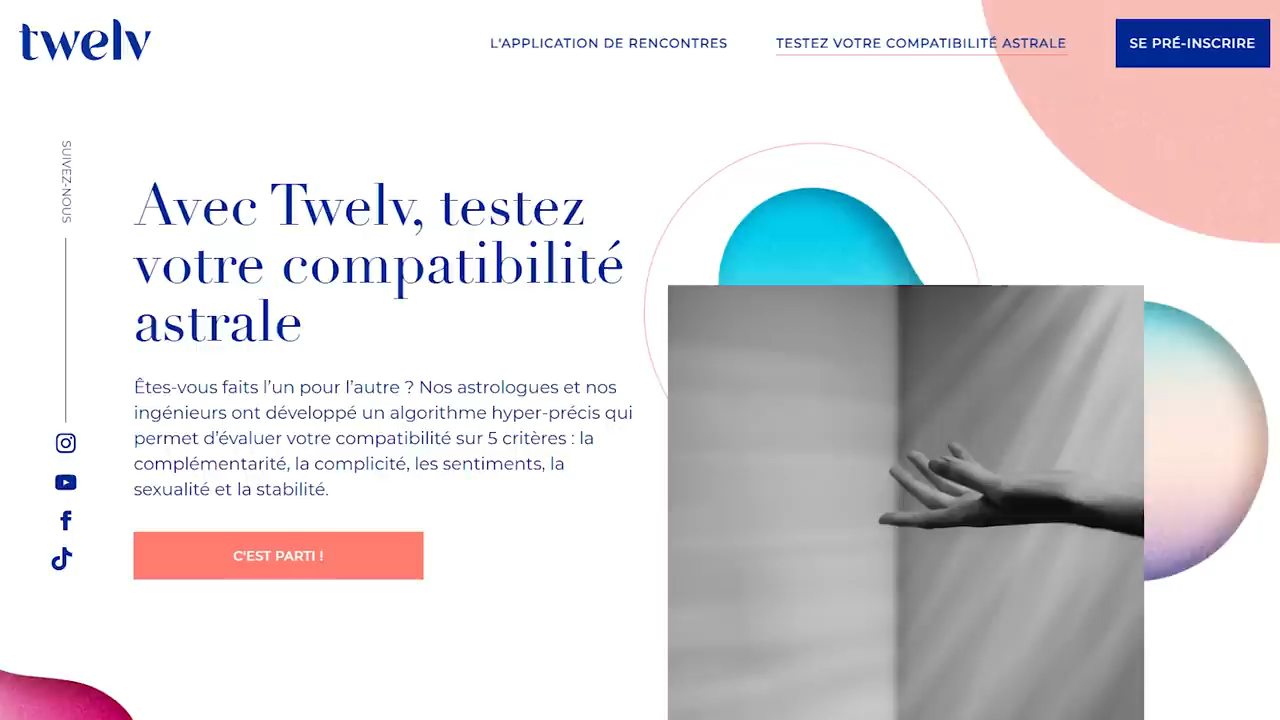 twelv
L'APPLICATION DE RENCONTRES
TESTEZ VOTRE COMPATIBILITÉ ASTRALE
SE PRÉ-INSCRIRE
SUIVEZ-NOUS
Avec Twelv, testez
votre compatibilité
astrale
Êtes-vous faits l’un pour l’autre ? Nos astrologues et nos
ingénieurs ont développé un algorithme hyper-précis qui
permet d’évaluer votre compatibilité sur 5 critères : la
complémentarité, la complicité, les sentiments, la
sexualité et la stabilité.
C'EST PARTI !